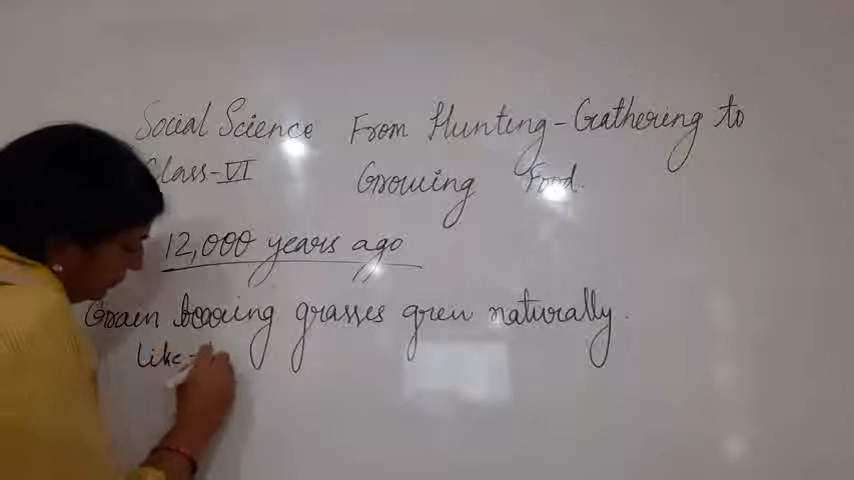 Social Science From Hunting-Gathering to
Class-VI Growing Food.
12,000 years ago
Grain bearing grasses grew naturally.
like-